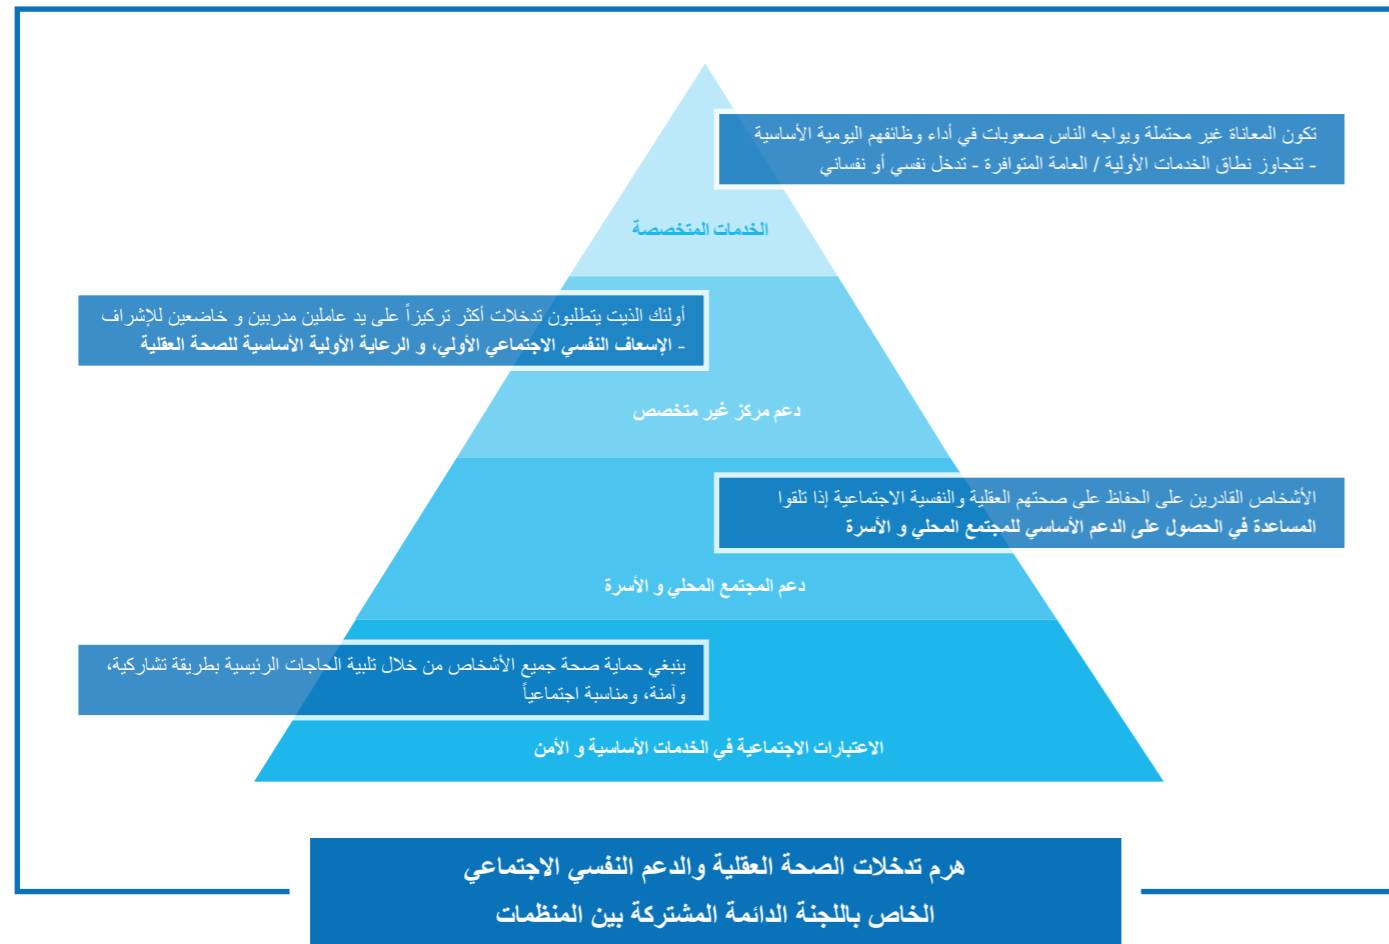 تكون المعاناة غير محتملة ويواجه الناس صعوبات في أداء وظائفهم اليومية الأساسية
- تتجاوز نطاق الخدمات الأولية / العامة المتوافرة - تدخل نفسي أو نفساني
الخدمات المتخصصة
أولئك الذيت يتطلبون تدخلات أكثر تركيزاً على يد عاملين مدربين و خاضعين للإشراف
- الإسعاف النفسي الاجتماعي الأولي، و الرعاية الأولية الأساسية للصحة العقلية
دعم مركز غير متخصص
الأشخاص القادرين على الحفاظ على صحتهم العقلية والنفسية الاجتماعية إذا تلقوا
المساعدة في الحصول على الدعم الأساسي للمجتمع المحلي و الأسرة
دعم المجتمع المحلي و الأسرة
ينبغي حماية صحة جميع الأشخاص من خلال تلبية الحاجات الرئيسية بطريقة تشاركية،
وآمنة، ومناسبة اجتماعياً
الاعتبارات الاجتماعية في الخدمات الأساسية و الأمن
هرم تدخلات الصحة العقلية والدعم النفسي الاجتماعي
الخاص باللجنة الدائمة المشتركة بين المنظمات